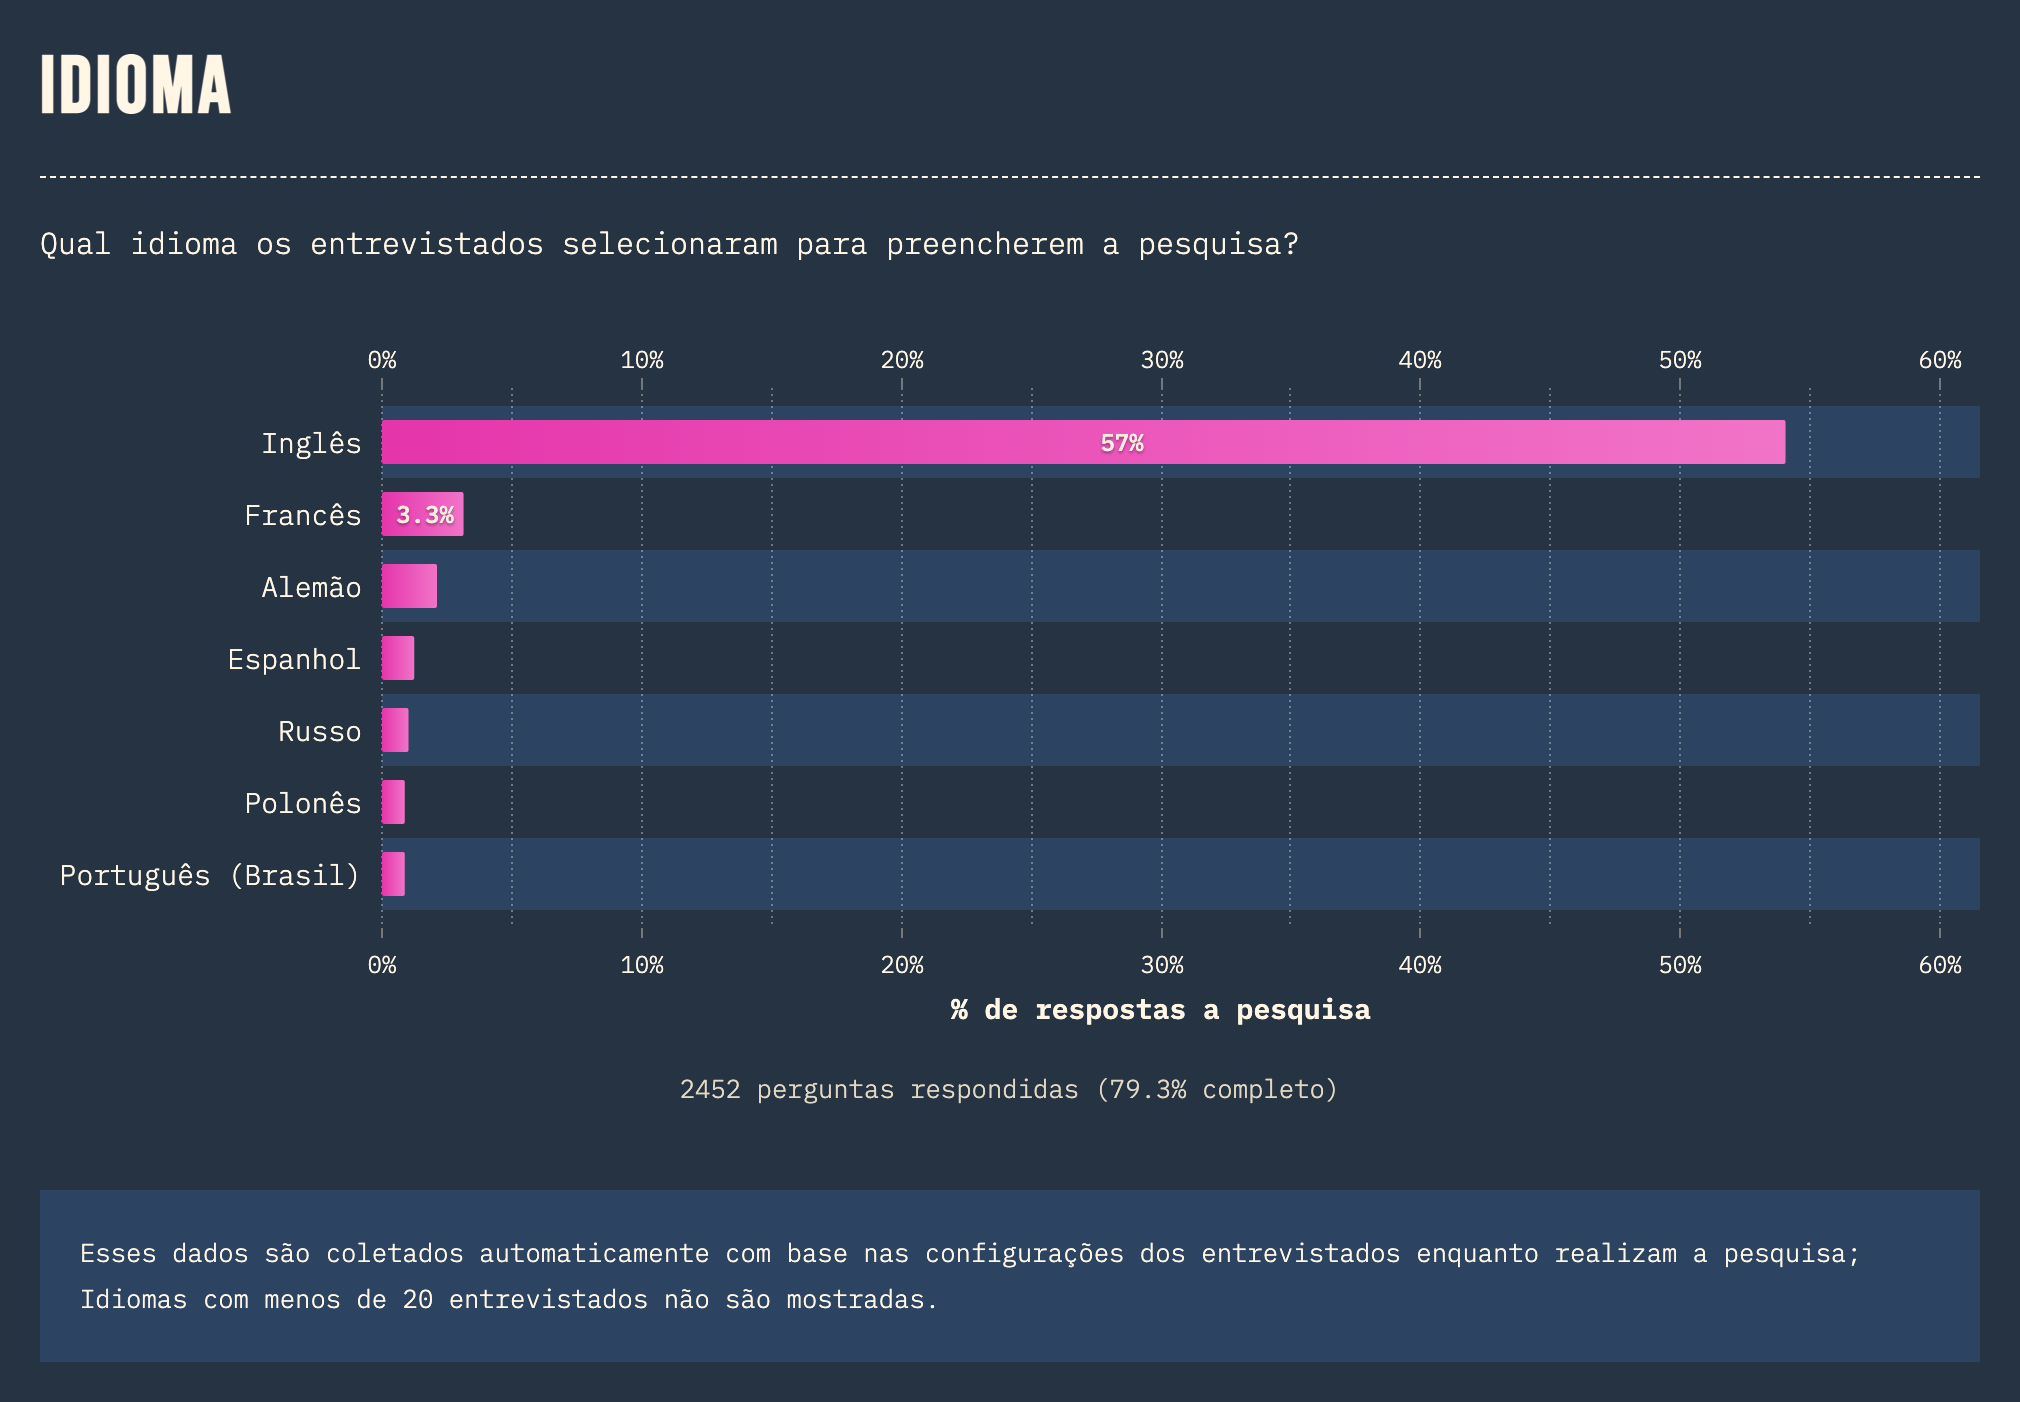 IDIOMA
Qual idioma os entrevistados selecionaram para preencherem a pesquisa?
0% 10% 20% 30% 40% 50% 60%
Inglês 57%
Francês 3.3%
Alemão
Espanhol
Russo
Polonês
Português (Brasil)
0% 10% 20% 30% 40% 50% 60%
% de respostas a pesquisa
2452 perguntas respondidas (79.3% completo)
Esses dados são coletados automaticamente com base nas configurações dos entrevistados enquanto realizam a pesquisa;
Idiomas com menos de 20 entrevistados não são mostradas.